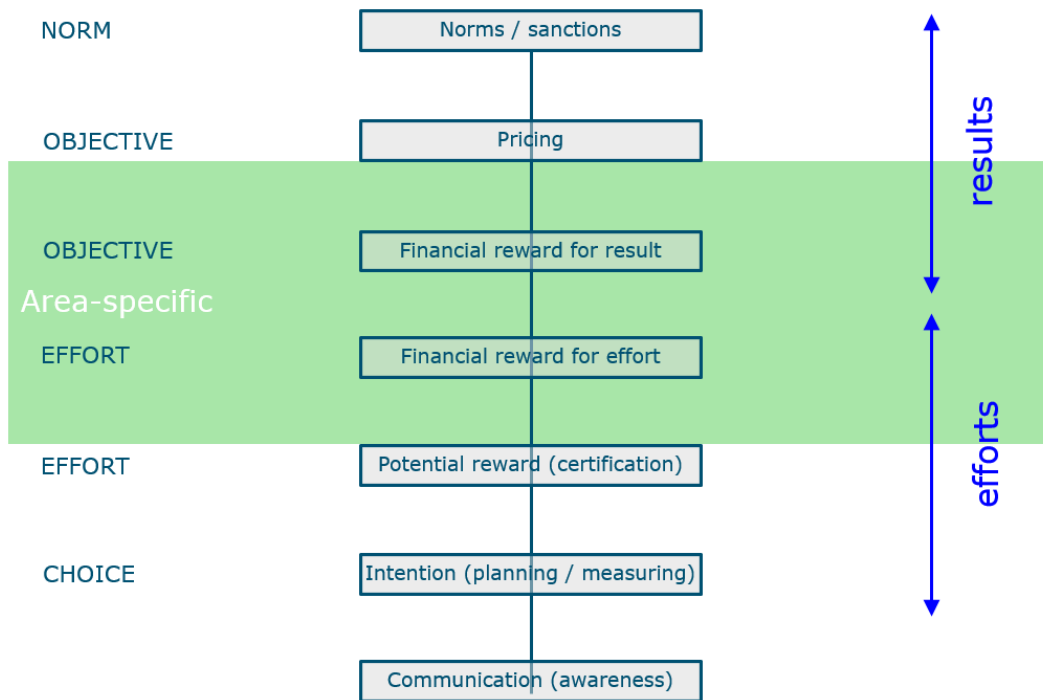 NORM
Norms / sanctions
OBJECTIVE
Pricing
results
OBJECTIVE
Financial reward for result
Area-specific
EFFORT
Financial reward for effort
efforts
EFFORT
Potential reward (certification)
CHOICE
Intention (planning / measuring)
Communication (awareness)